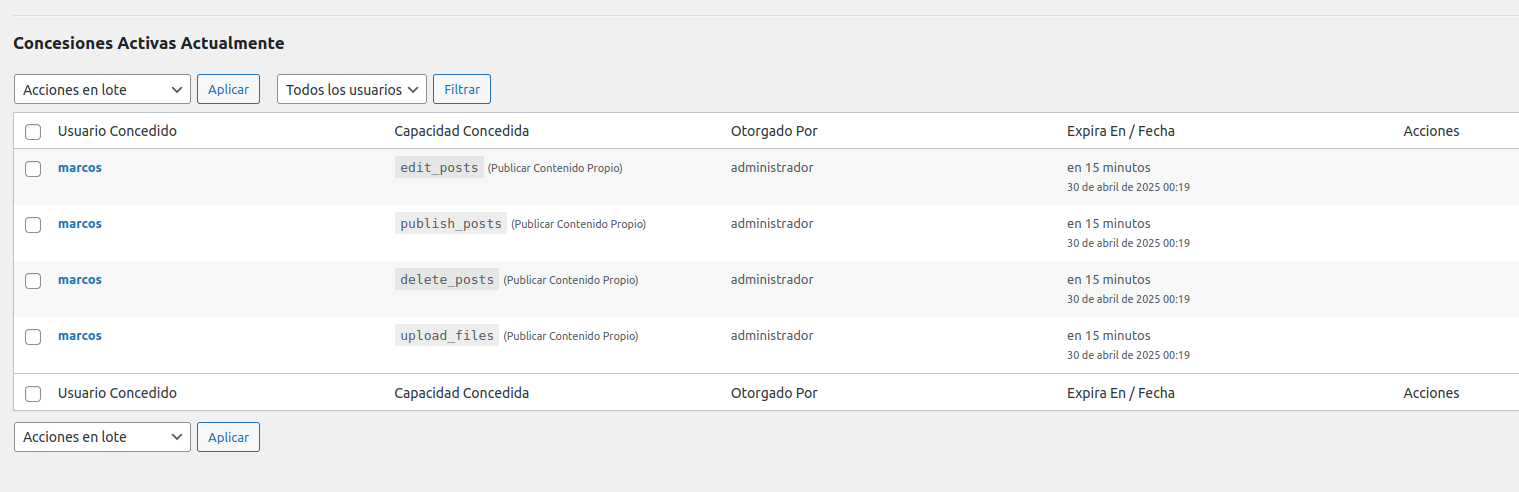 Concesiones Activas Actualmente
Acciones en lote Aplicar Todos los usuarios Filtrar
Usuario Concedido Capacidad Concedida Otorgado Por Expira En / Fecha Acciones
marcos edit_posts (Publicar Contenido Propio) administrador en 15 minutos
30 de abril de 2025 00:19
marcos publish_posts (Publicar Contenido Propio) administrador en 15 minutos
30 de abril de 2025 00:19
marcos delete_posts (Publicar Contenido Propio) administrador en 15 minutos
30 de abril de 2025 00:19
marcos upload_files (Publicar Contenido Propio) administrador en 15 minutos
30 de abril de 2025 00:19
Usuario Concedido Capacidad Concedida Otorgado Por Expira En / Fecha Acciones
Acciones en lote Aplicar